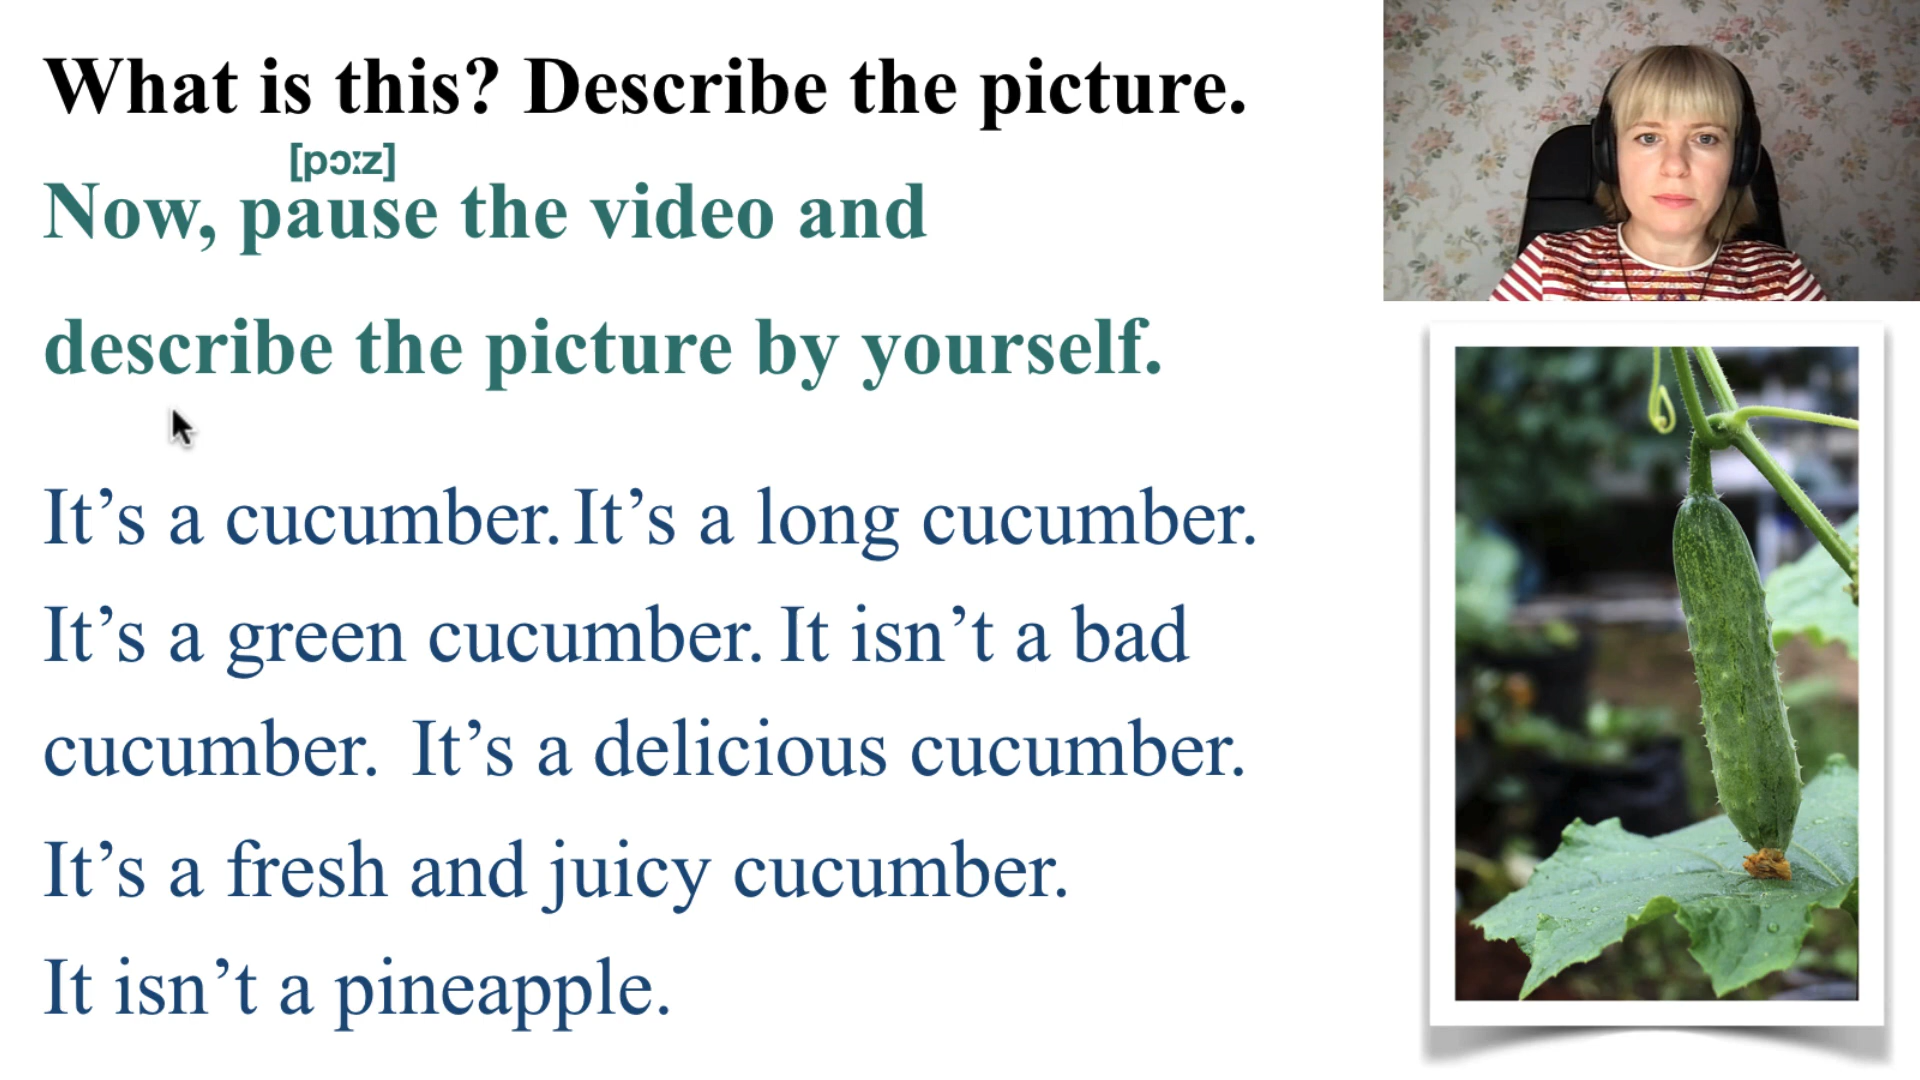 What is this? Describe the picture.
[pɔːz]
Now, pause the video and
describe the picture by yourself.
It’s a cucumber. It’s a long cucumber.
It’s a green cucumber. It isn’t a bad
cucumber. It’s a delicious cucumber.
It’s a fresh and juicy cucumber.
It isn’t a pineapple.